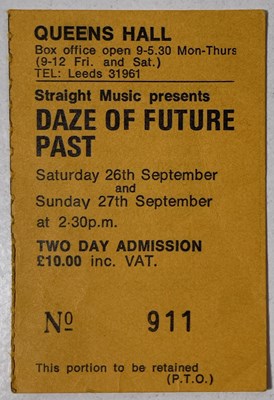 QUEENS HALL
Box office open 9-5.30 Mon-Thurs
(9-12 Fri. and Sat.)
TEL: Leeds 31961
Straight Music presents
DAZE OF FUTURE
PAST
Saturday 26th September
and
Sunday 27th September
at 2·30p.m.
TWO DAY ADMISSION
£10.00 inc. VAT.
Nº 911
This portion to be retained
(P.T.O.)